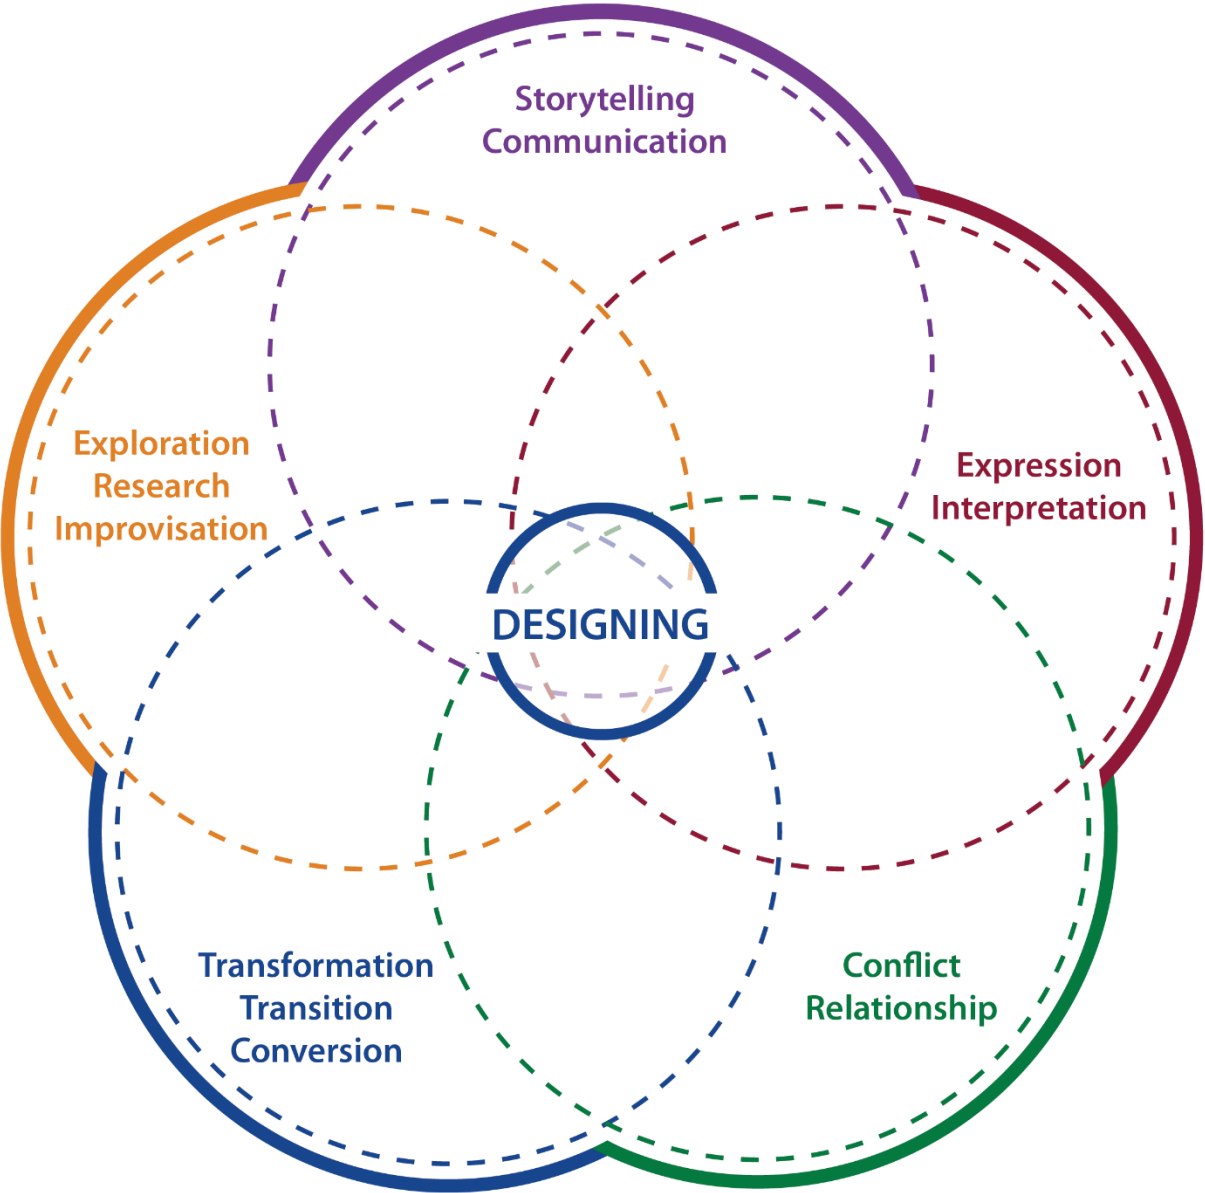 Storytelling
Communication
Exploration
Research
Improvisation
Expression
Interpretation
DESIGNING
Transformation
Transition
Conversion
Conflict
Relationship